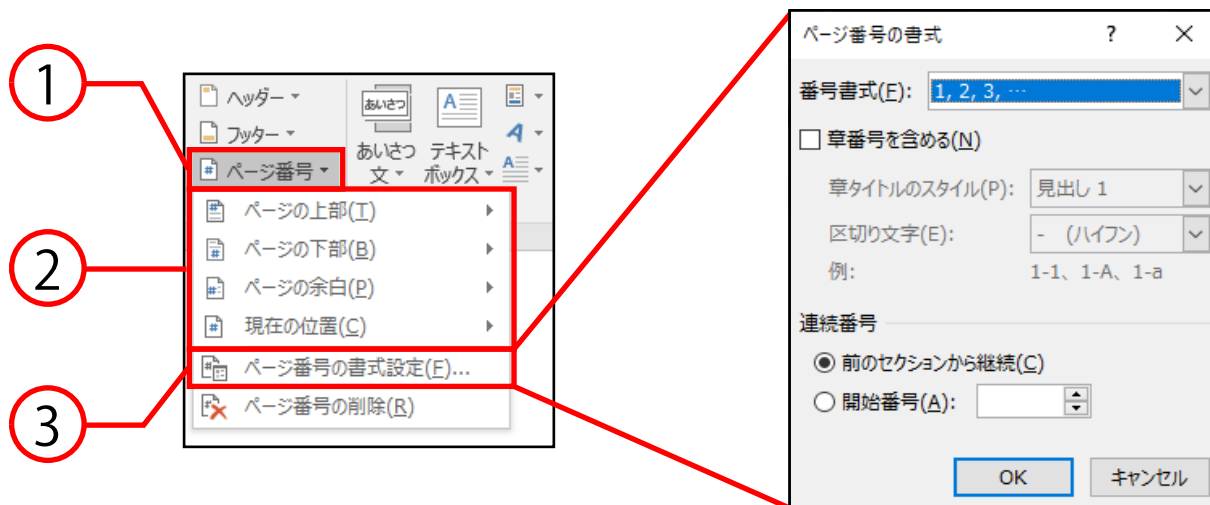 1
2
3
ヘッダー
フッター
ページ番号
あいさつ
あいさつ
文
A
テキスト
ボックス
A
A
ページの上部(T)
ページの下部(B)
ページの余白(P)
現在の位置(C)
ページ番号の書式設定(F)...
ページ番号の削除(R)
ページ番号の書式 ? ×
番号書式(F): 1, 2, 3, …
章番号を含める(N)
章タイトルのスタイル(P): 見出し 1
区切り文字(E): - (ハイフン)
例: 1-1、1-A、1-a
連続番号
前のセクションから継続(C)
開始番号(A):
OK キャンセル